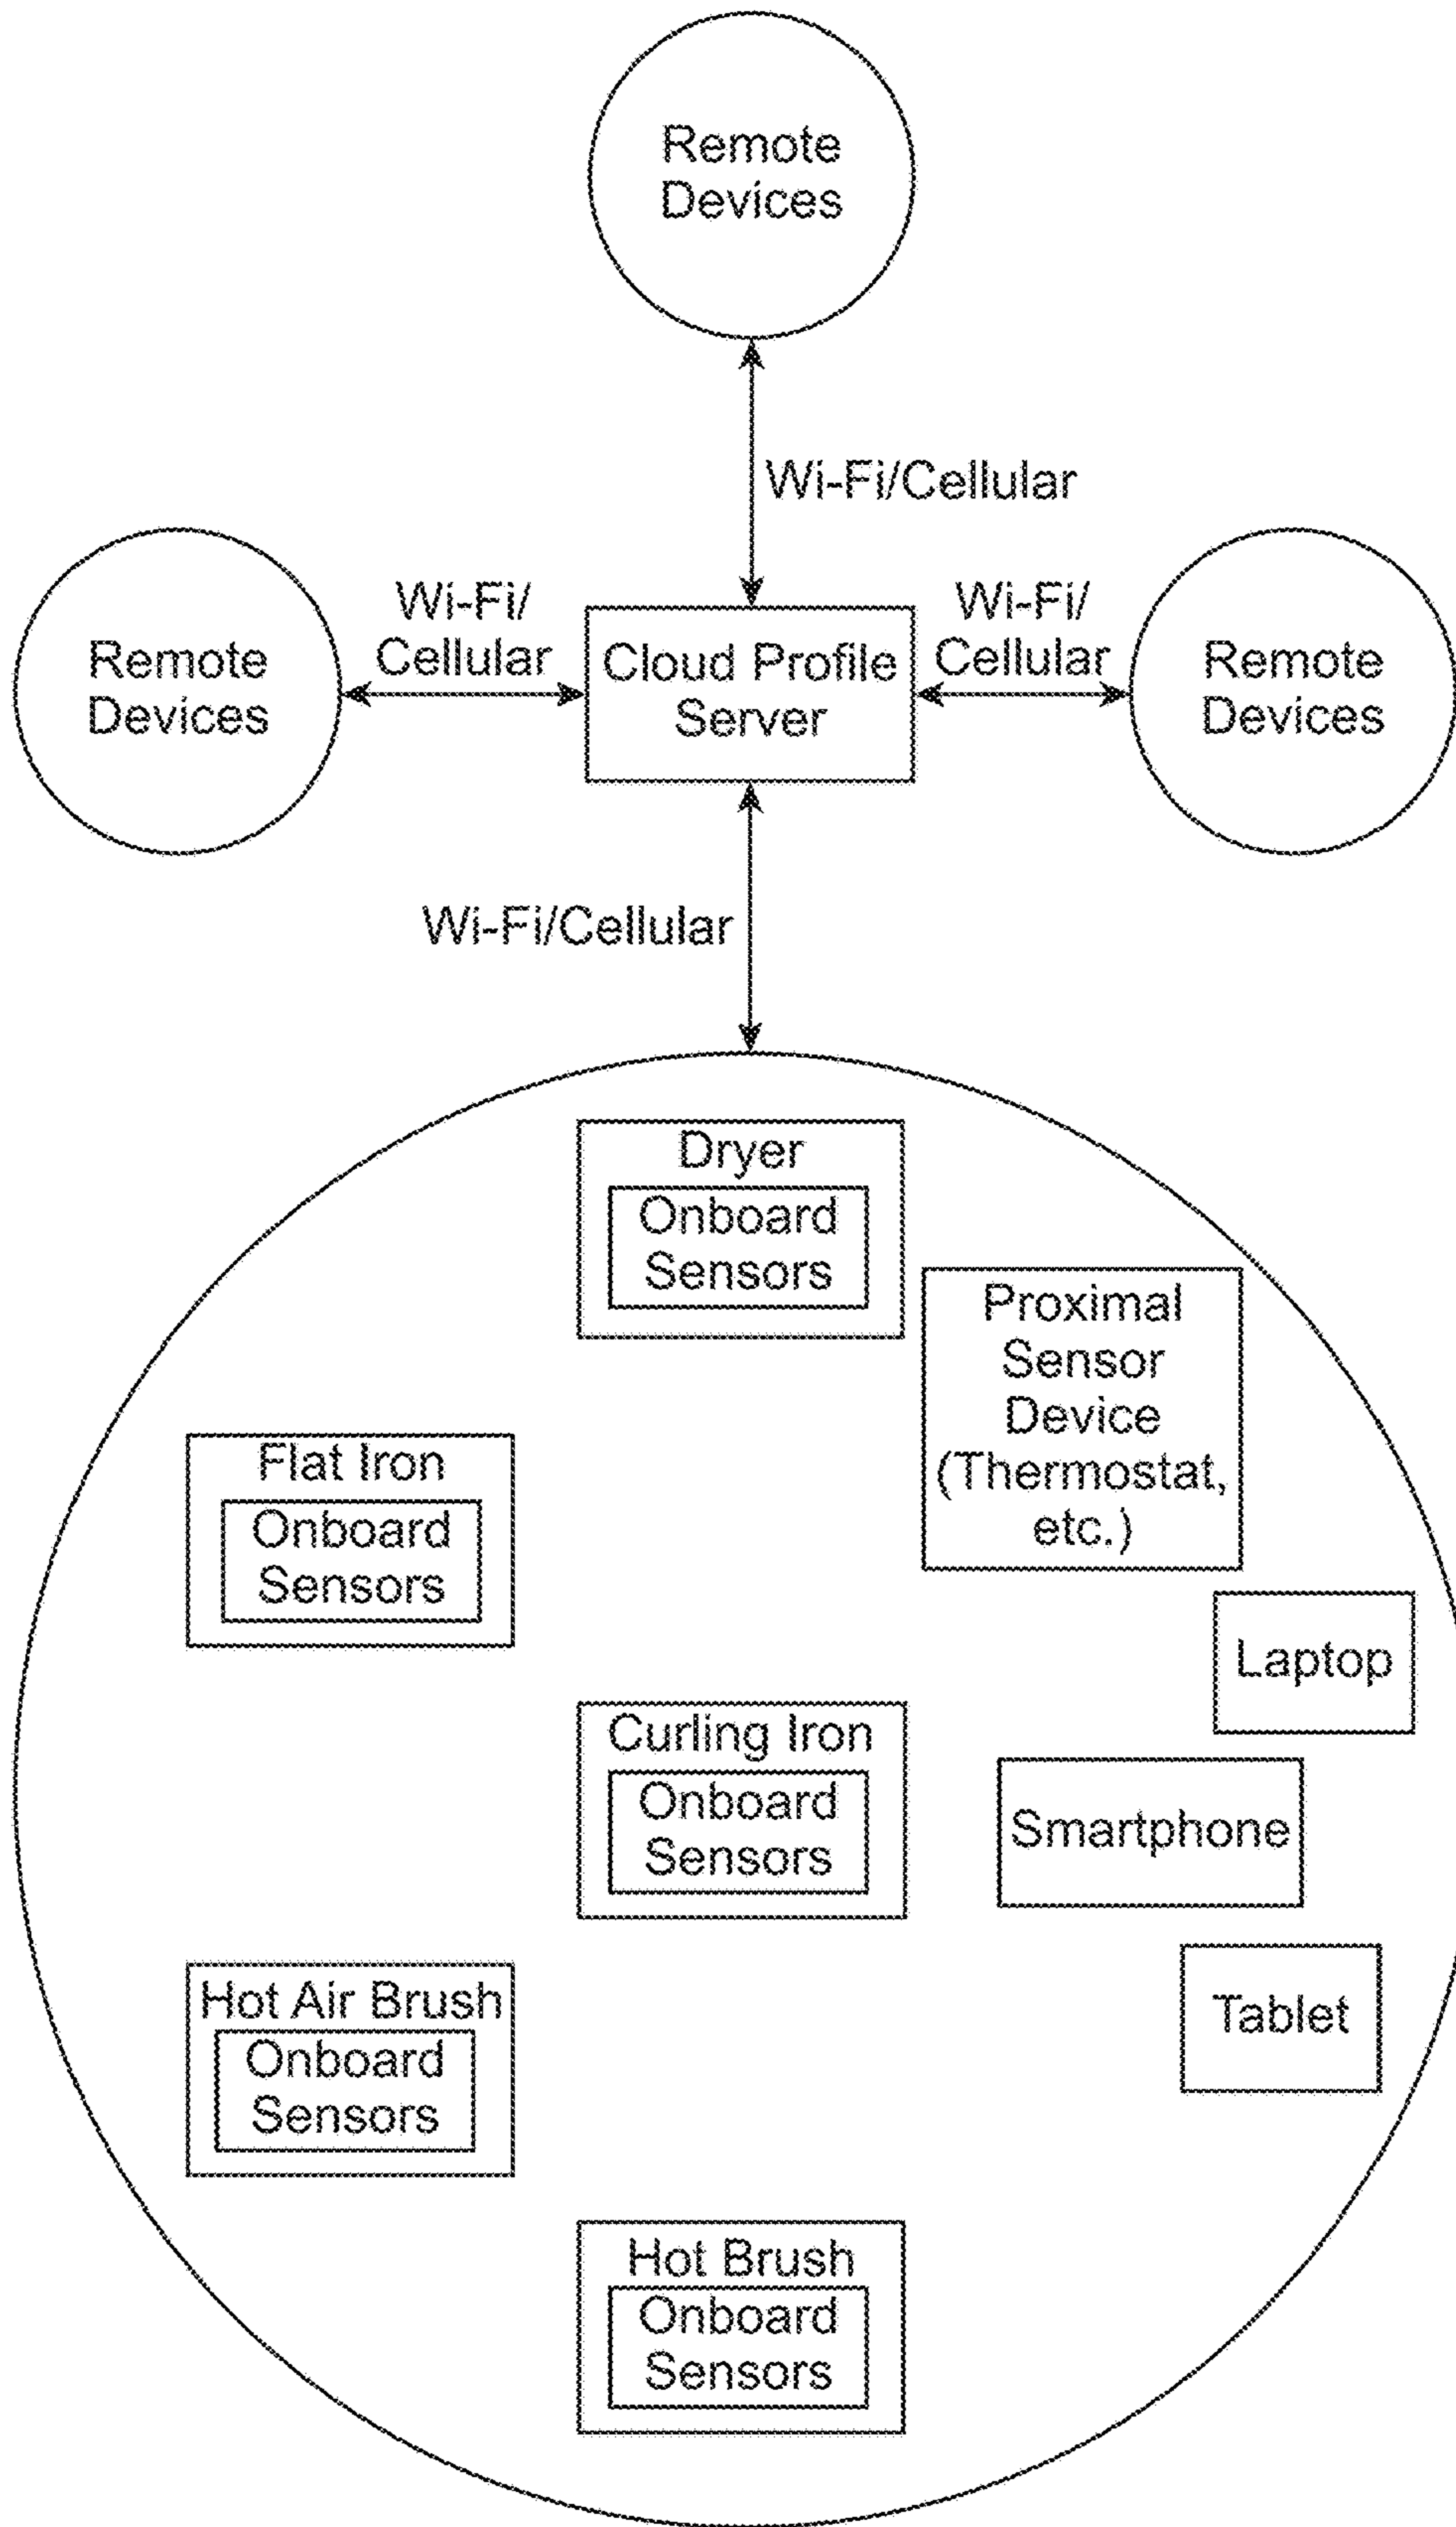 Remote
Devices
Wi-Fi/Cellular
Remote
Devices
Wi-Fi/
Cellular
Cloud Profile
Server
Wi-Fi/
Cellular
Remote
Devices
Wi-Fi/Cellular
Dryer
Onboard
Sensors
Proximal
Sensor
Device
(Thermostat,
etc.)
Flat Iron
Onboard
Sensors
Laptop
Curling Iron
Onboard
Sensors
Smartphone
Hot Air Brush
Onboard
Sensors
Tablet
Hot Brush
Onboard
Sensors